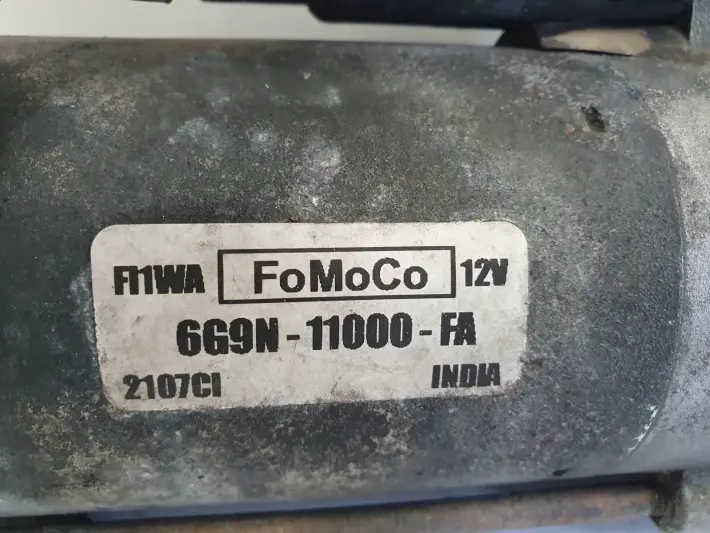 FI1WA FoMoCo 12V
6G9N-11000-FA
2107CI INDIA